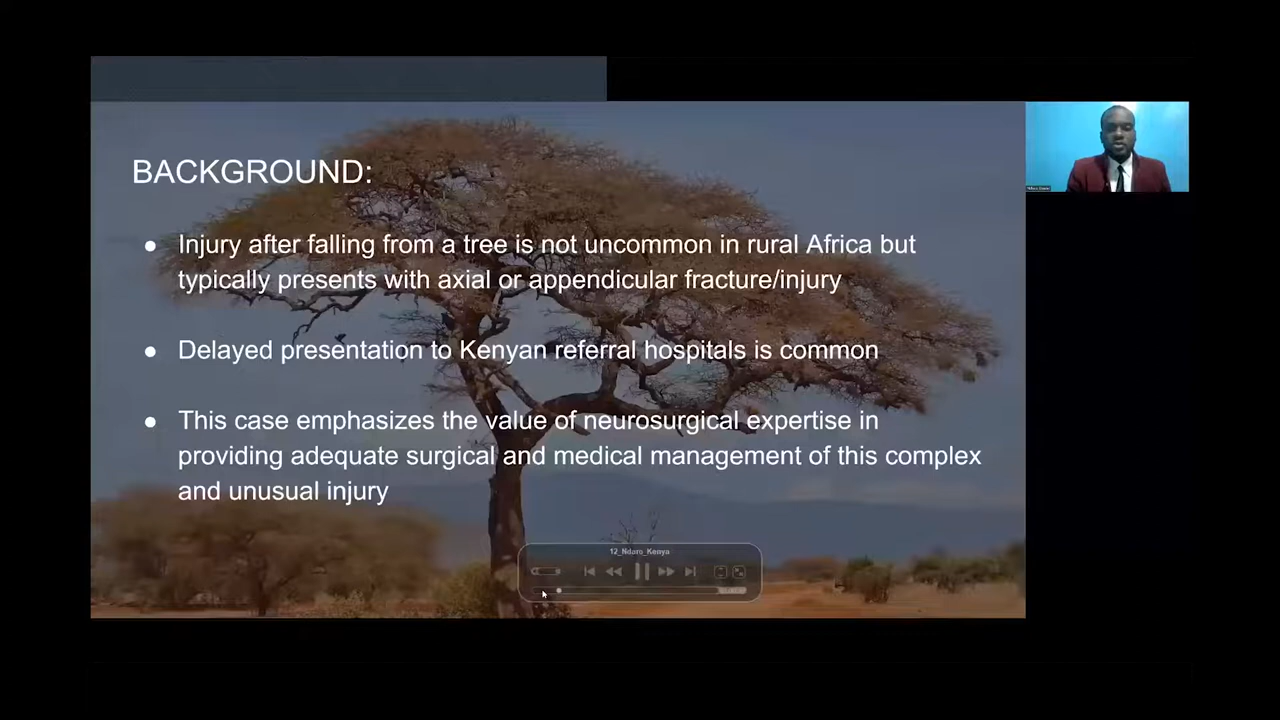 BACKGROUND:
● Injury after falling from a tree is not uncommon in rural Africa but
typically presents with axial or appendicular fracture/injury
● Delayed presentation to Kenyan referral hospitals is common
● This case emphasizes the value of neurosurgical expertise in
providing adequate surgical and medical management of this complex
and unusual injury
12_Ndoro_Kenya